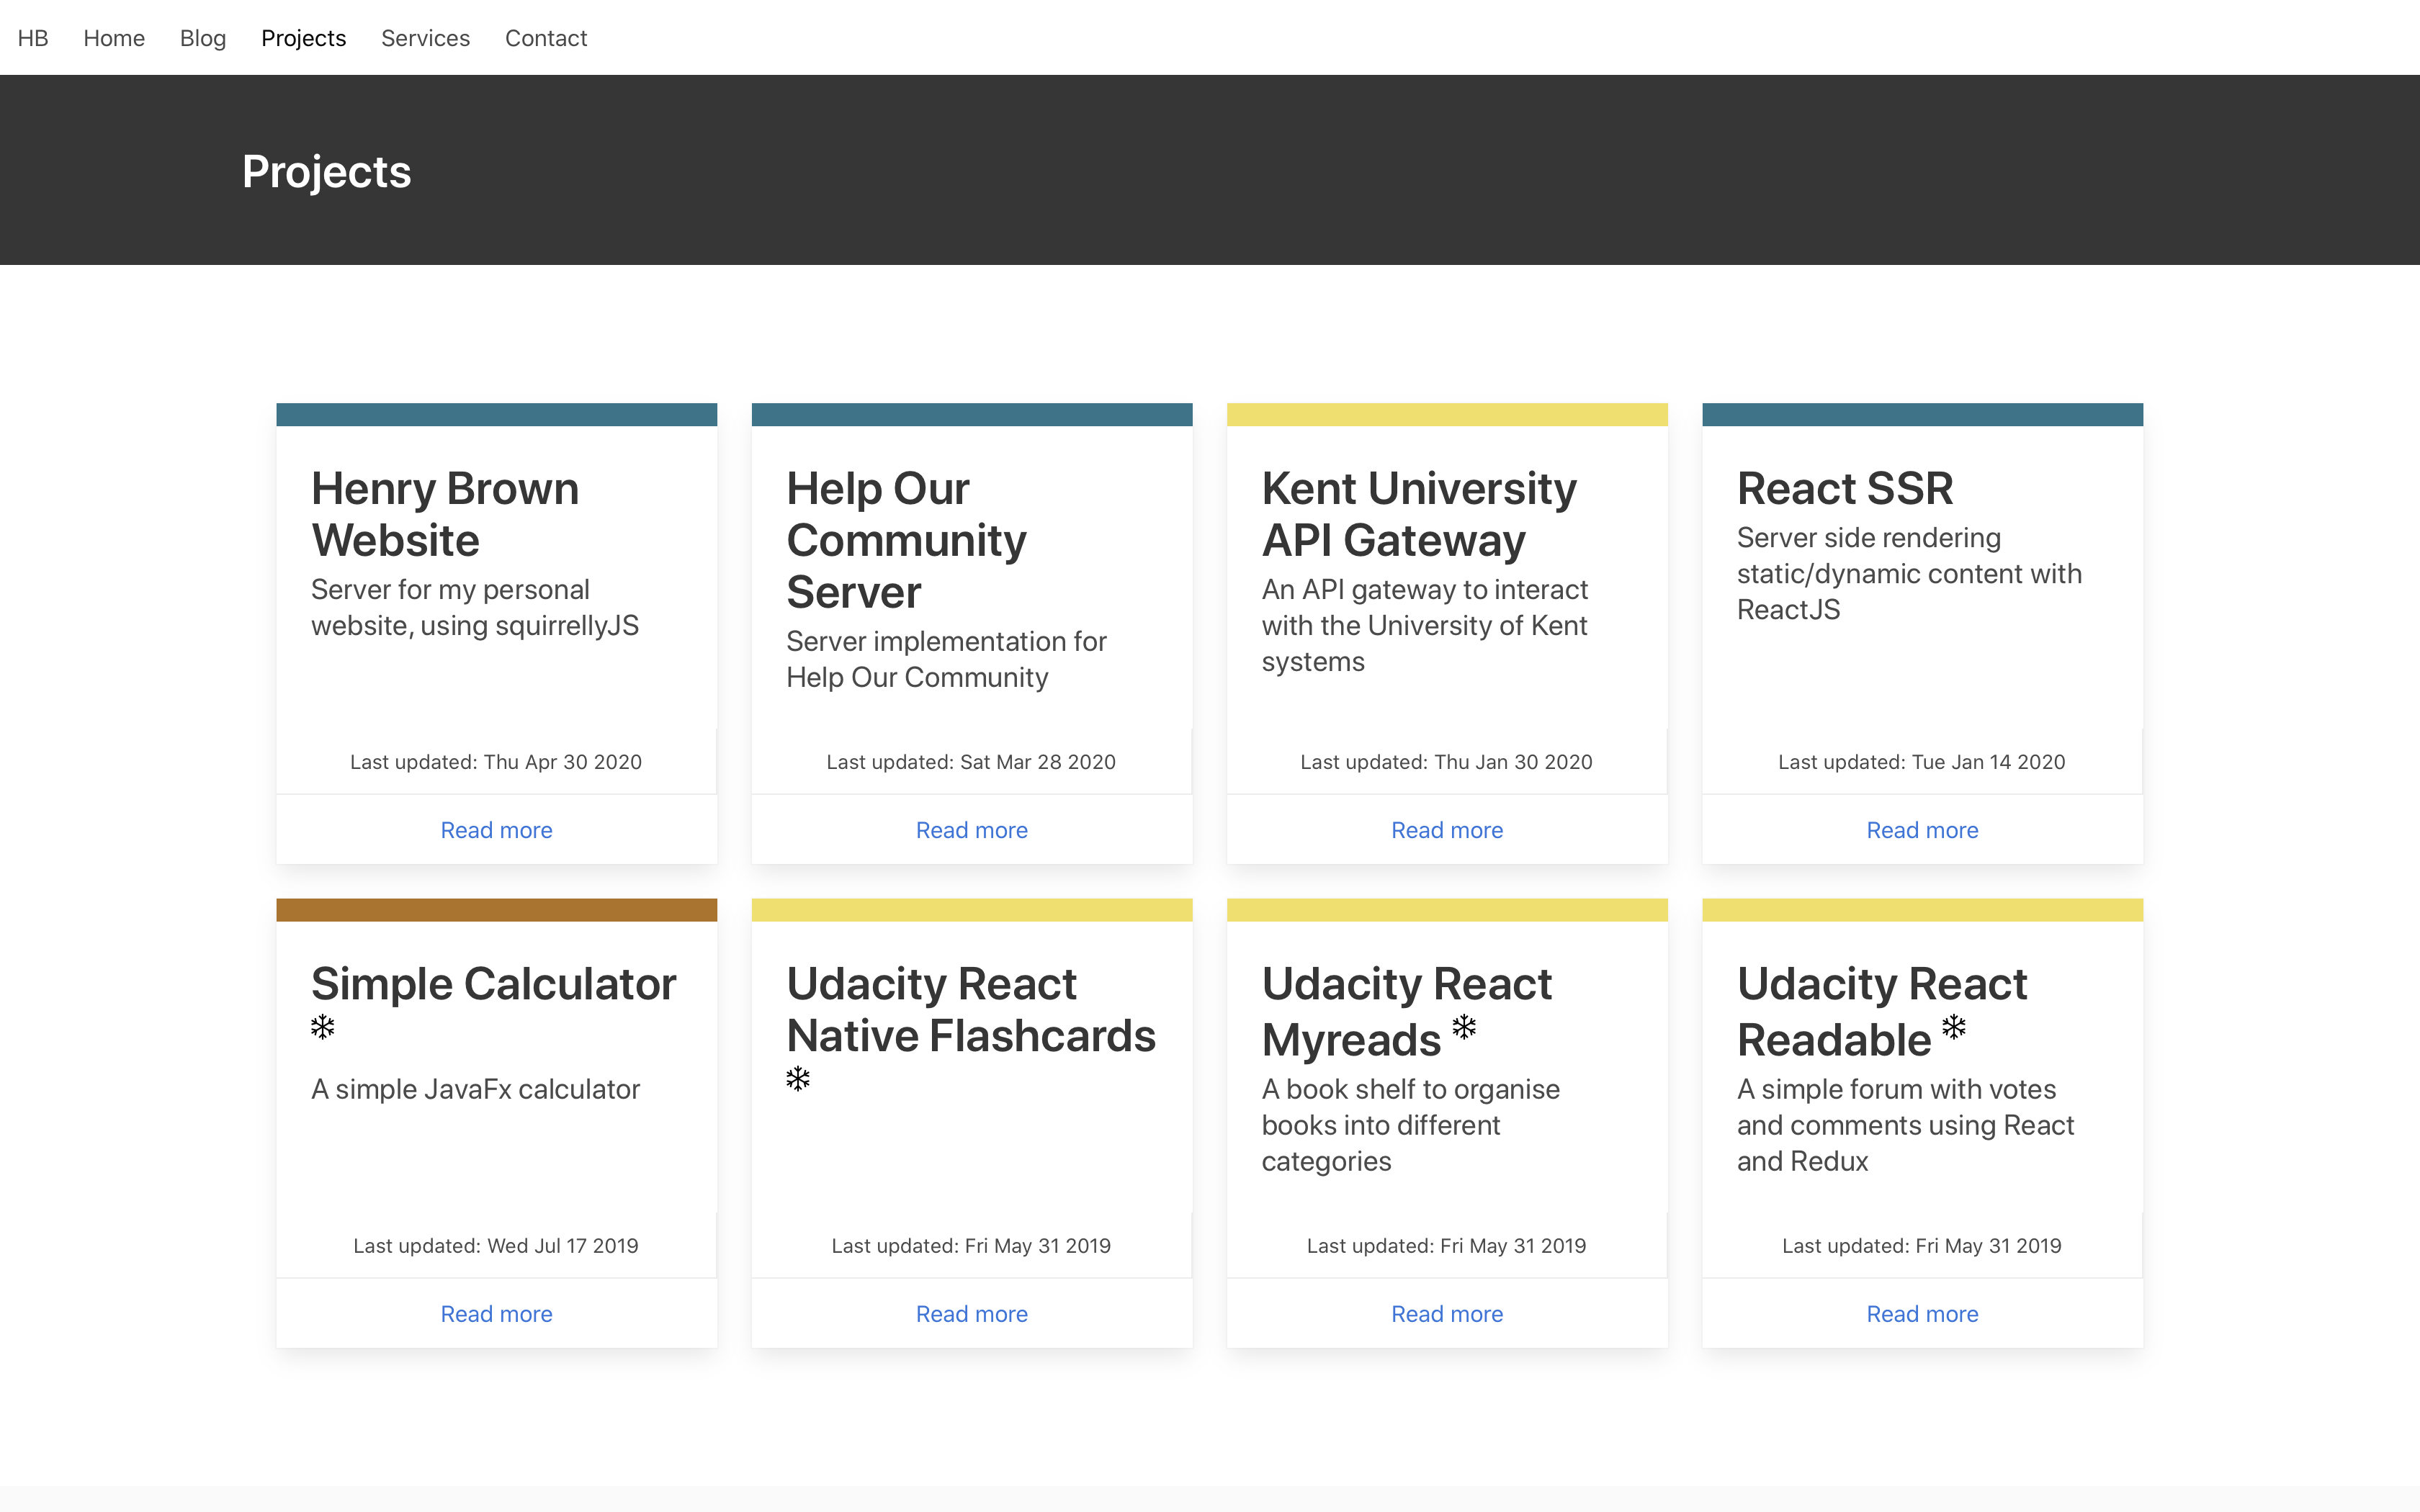 HB Home Blog Projects Services Contact
Projects
Henry Brown
Website
Server for my personal
website, using squirrellyJS
Last updated: Thu Apr 30 2020
Read more
Help Our
Community
Server
Server implementation for
Help Our Community
Last updated: Sat Mar 28 2020
Read more
Kent University
API Gateway
An API gateway to interact
with the University of Kent
systems
Last updated: Thu Jan 30 2020
Read more
React SSR
Server side rendering
static/dynamic content with
ReactJS
Last updated: Tue Jan 14 2020
Read more
Simple Calculator
A simple JavaFx calculator
Last updated: Wed Jul 17 2019
Read more
Udacity React
Native Flashcards
Last updated: Fri May 31 2019
Read more
Udacity React
Myreads
A book shelf to organise
books into different
categories
Last updated: Fri May 31 2019
Read more
Udacity React
Readable
A simple forum with votes
and comments using React
and Redux
Last updated: Fri May 31 2019
Read more